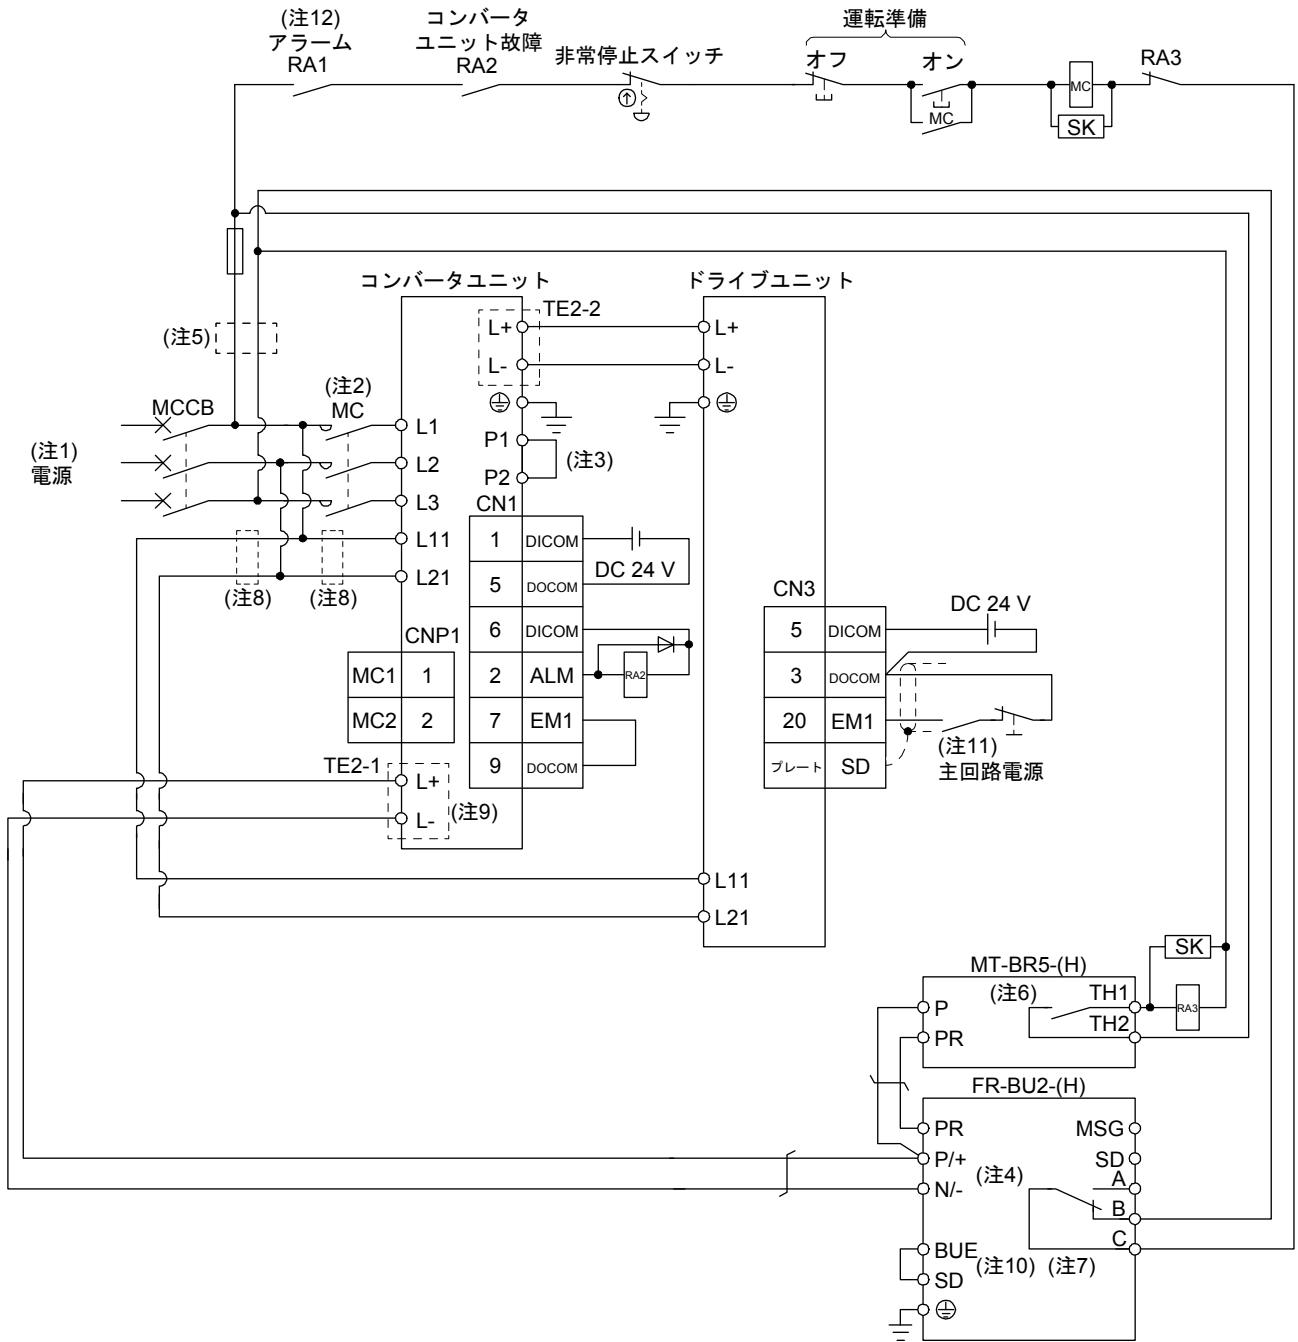 (注12)
アラーム
RA1
コンバータ
ユニット故障
RA2
非常停止スイッチ
運転準備
オフ
オン
MC
MC
SK
RA3
コンバータユニット
ドライブユニット
TE2-2
L+
L-
L+
L-
(注5)
MCCB
(注2)
MC
(注1)
電源
L1
L2
L3
L11
L21
P1
P2
(注3)
(注8)
(注8)
CN1
1 DICOM
5 DOCOM
6 DICOM
2 ALM
7 EM1
9 DOCOM
DC 24 V
RA2
CNP1
MC1 1
MC2 2
TE2-1
L+
L-
(注9)
CN3
5 DICOM
3 DOCOM
20 EM1
プレート SD
DC 24 V
(注11)
主回路電源
L11
L21
SK
MT-BR5-(H)
(注6)
P
PR
TH1
TH2
RA3
FR-BU2-(H)
PR
P/+
N/-
(注4)
MSG
SD
A
B
C
BUE
SD
(注10)
(注7)